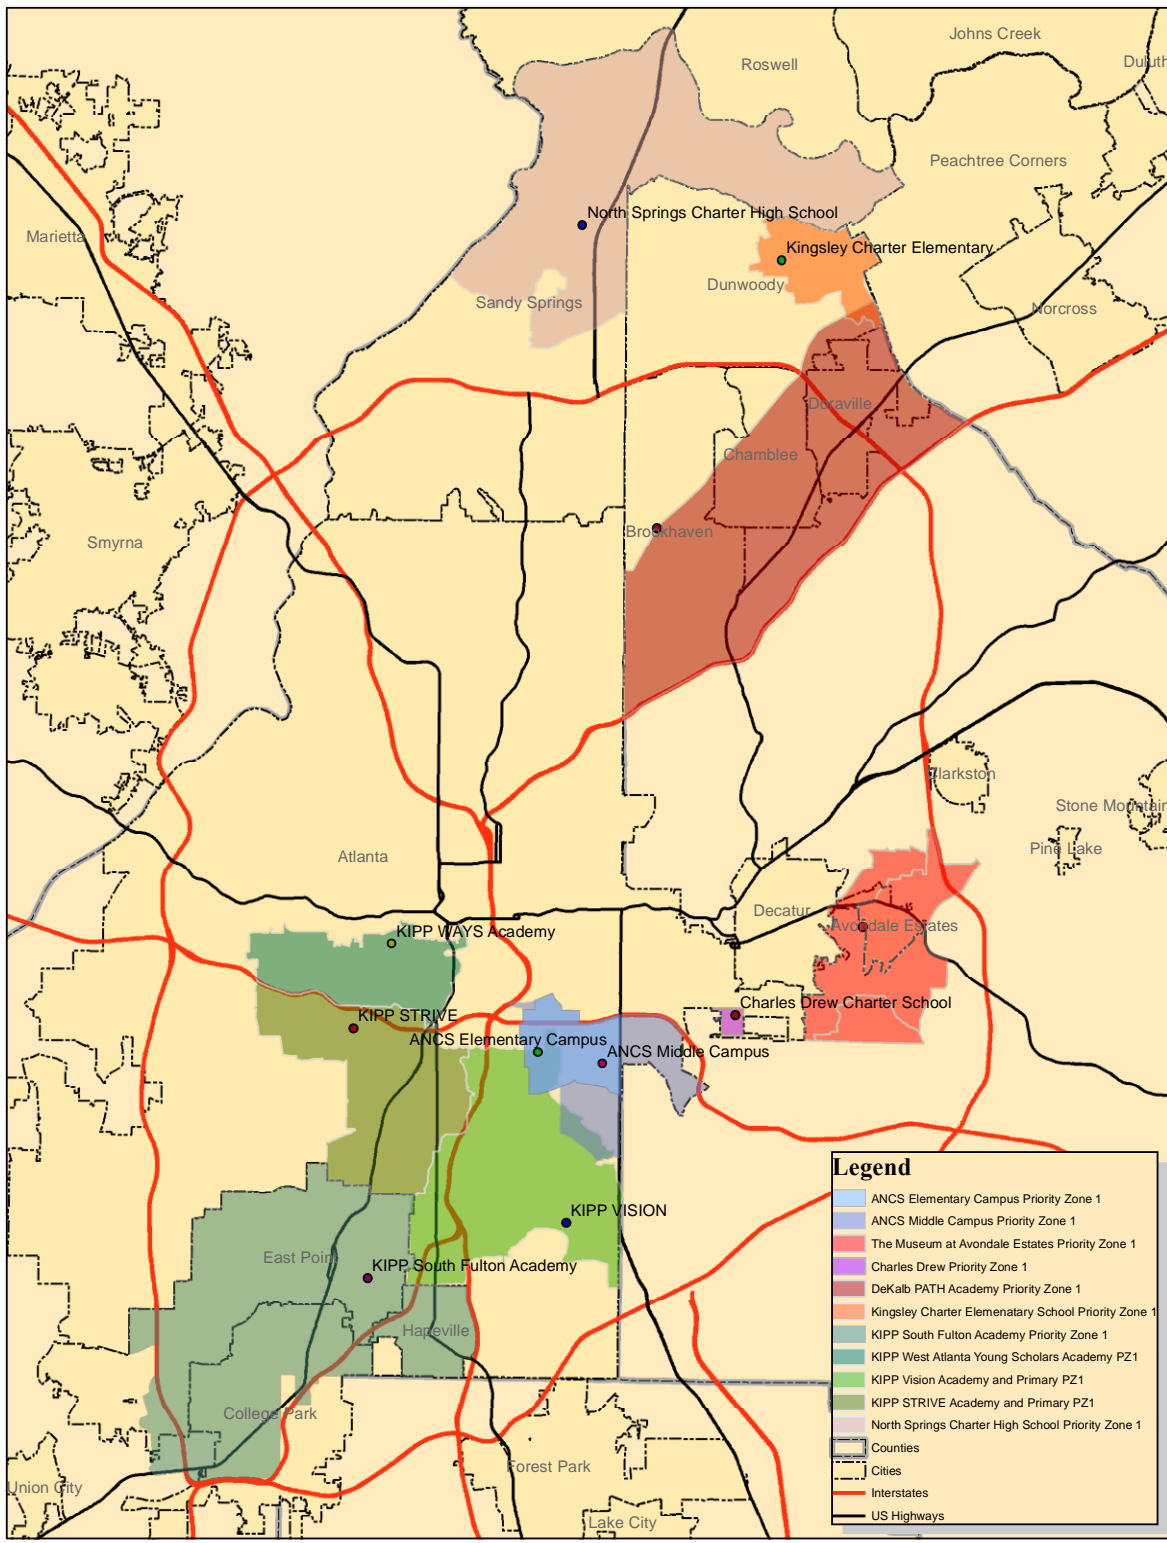 Johns Creek
Roswell
Duluth
Peachtree Corners
North Springs Charter High School
Marietta
Kingsley Charter Elementary
Dunwoody
Sandy Springs
Norcross
Doraville
Chamblee
Brookhaven
Smyrna
Clarkston
Stone Mountain
Pine Lake
Atlanta
Decatur
Avondale Estates
KIPP WAYS Academy
Charles Drew Charter School
KIPP STRIVE
ANCS Elementary Campus
ANCS Middle Campus
KIPP VISION
East Point
KIPP South Fulton Academy
Hapeville
College Park
Forest Park
Union City
Lake City
Legend
ANCS Elementary Campus Priority Zone 1
ANCS Middle Campus Priority Zone 1
The Museum at Avondale Estates Priority Zone 1
Charles Drew Priority Zone 1
DeKalb PATH Academy Priority Zone 1
Kingsley Charter Elemenatary School Priority Zone 1
KIPP South Fulton Academy Priority Zone 1
KIPP West Atlanta Young Scholars Academy PZ1
KIPP Vision Academy and Primary PZ1
KIPP STRIVE Academy and Primary PZ1
North Springs Charter High School Priority Zone 1
Counties
Cities
Interstates
US Highways